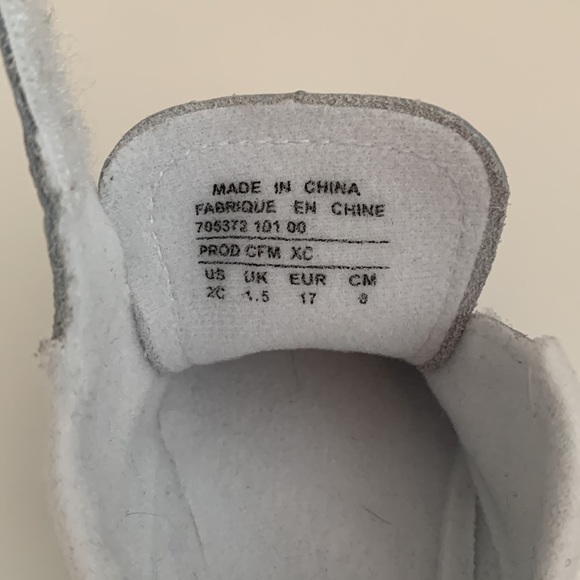 MADE IN CHINA
FABRIQUE EN CHINE
705372 101 00
PROD CFM XC
US UK EUR CM
2C 1.5 17 8